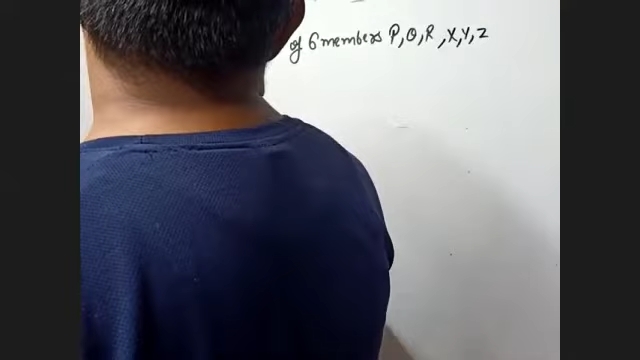 of 6 members P, Q, R, X, Y, Z